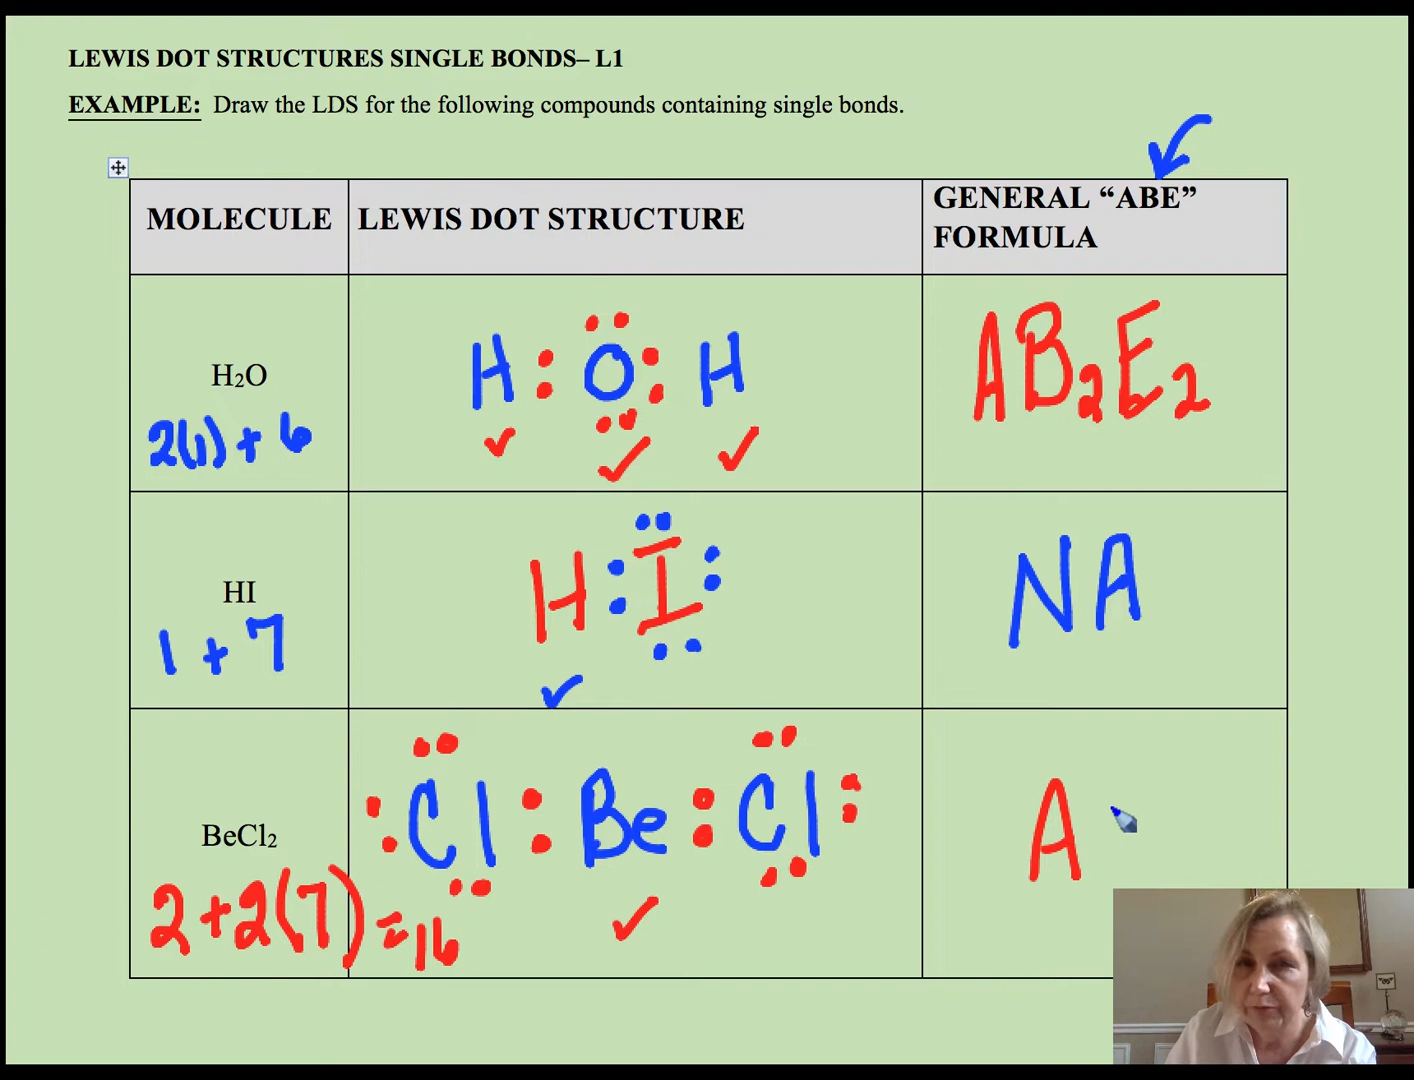 LEWIS DOT STRUCTURES SINGLE BONDS– L1
EXAMPLE: Draw the LDS for the following compounds containing single bonds.
MOLECULE
LEWIS DOT STRUCTURE
GENERAL “ABE”
FORMULA
H₂O
2(1) + 6
H : O : H
AB₂E₂
HI
1 + 7
H : I :
NA
BeCl₂
2 + 2(7) = 16
: Cl : Be : Cl :
A